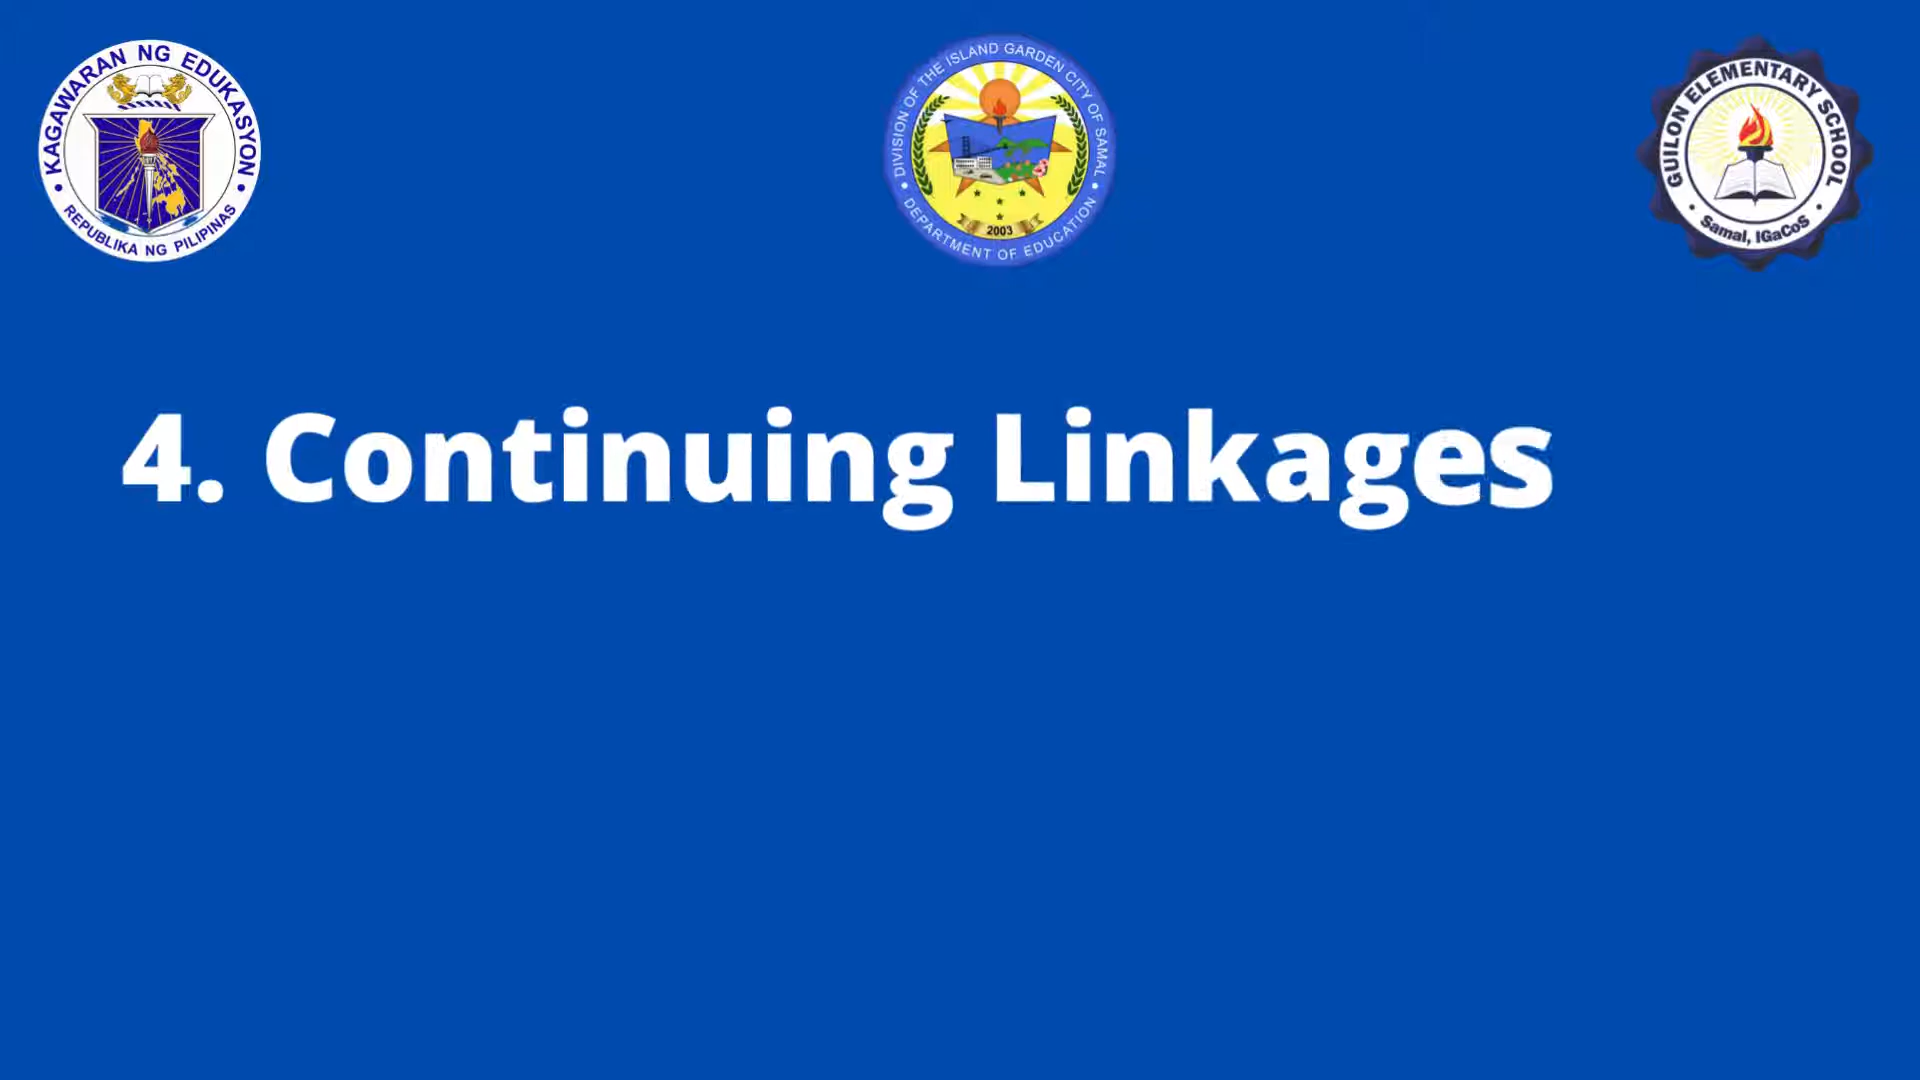 KAGAWARAN NG EDUKASYON
REPUBLIKA NG PILIPINAS
DIVISION OF THE ISLAND GARDEN CITY OF SAMAL
2003
DEPARTMENT OF EDUCATION
GUILON ELEMENTARY SCHOOL
Samal, IGaCoS
4. Continuing Linkages